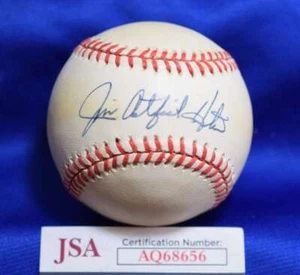 Jim Catfish Hunter
JSA
Certification Number:
AQ68656